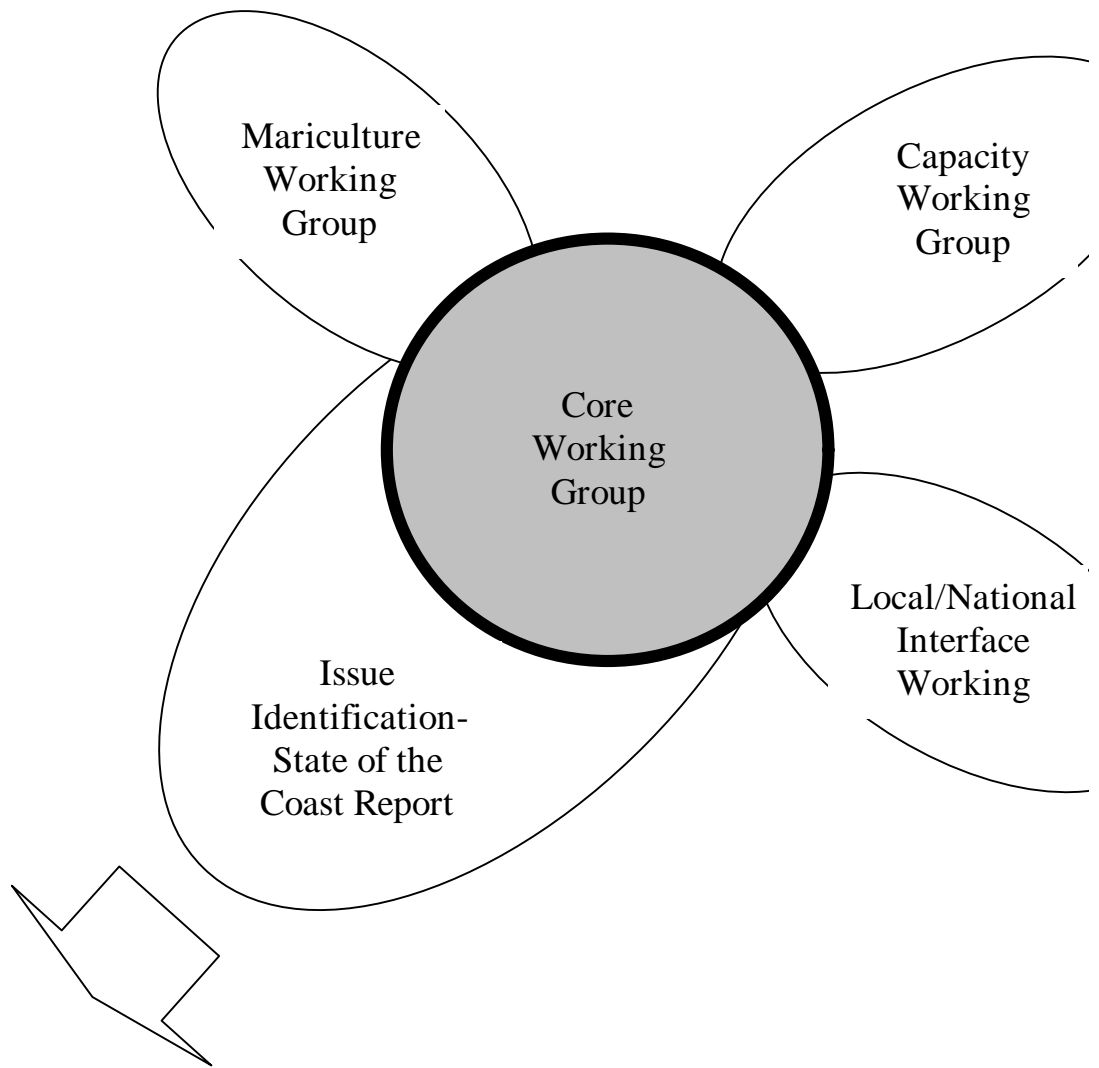 Mariculture
Working
Group
Capacity
Working
Group
Core
Working
Group
Local/National
Interface
Working
Issue
Identification-
State of the
Coast Report